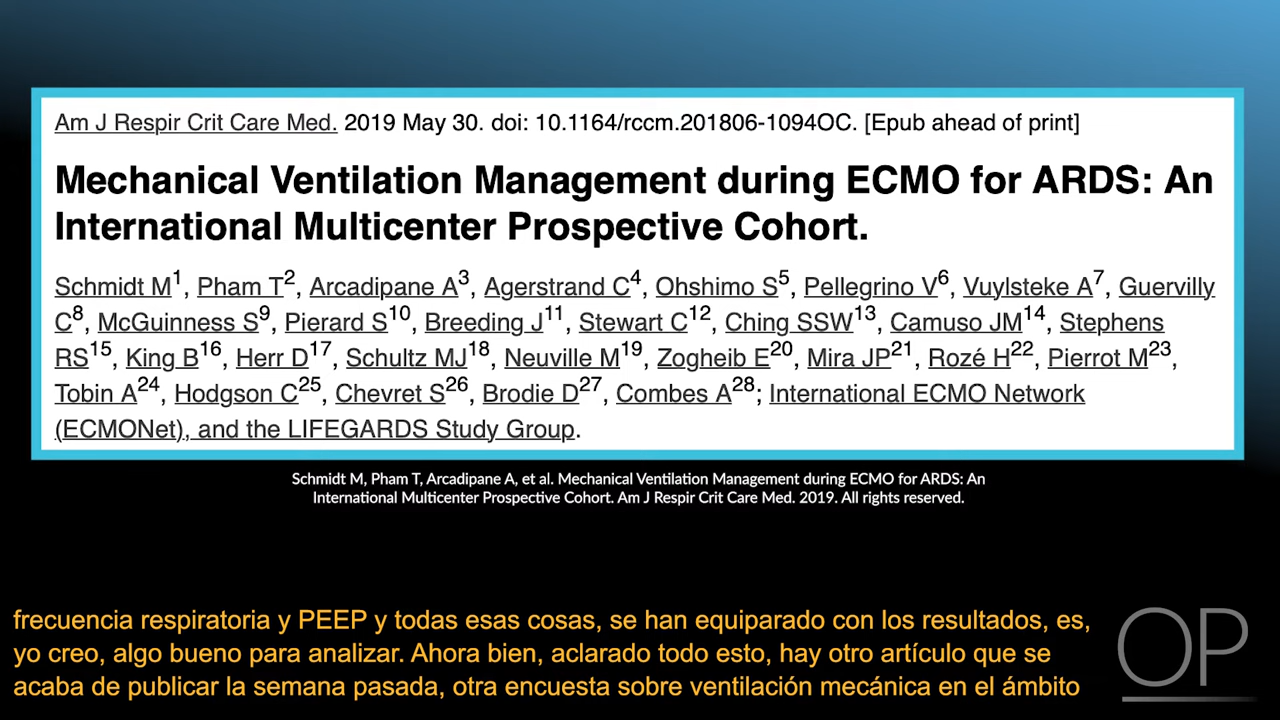 Am J Respir Crit Care Med. 2019 May 30. doi: 10.1164/rccm.201806-1094OC. [Epub ahead of print]
Mechanical Ventilation Management during ECMO for ARDS: An
International Multicenter Prospective Cohort.
Schmidt M1, Pham T2, Arcadipane A3, Agerstrand C4, Ohshimo S5, Pellegrino V6, Vuylsteke A7, Guervilly
C8, McGuinness S9, Pierard S10, Breeding J11, Stewart C12, Ching SSW13, Camuso JM14, Stephens
RS15, King B16, Herr D17, Schultz MJ18, Neuville M19, Zogheib E20, Mira JP21, Rozé H22, Pierrot M23,
Tobin A24, Hodgson C25, Chevret S26, Brodie D27, Combes A28; International ECMO Network
(ECMONet), and the LIFEGARDS Study Group.
Schmidt M, Pham T, Arcadipane A, et al. Mechanical Ventilation Management during ECMO for ARDS: An
International Multicenter Prospective Cohort. Am J Respir Crit Care Med. 2019. All rights reserved.
frecuencia respiratoria y PEEP y todas esas cosas, se han equiparado con los resultados, es,
yo creo, algo bueno para analizar. Ahora bien, aclarado todo esto, hay otro artículo que se
acaba de publicar la semana pasada, otra encuesta sobre ventilación mecánica en el ámbito
OP